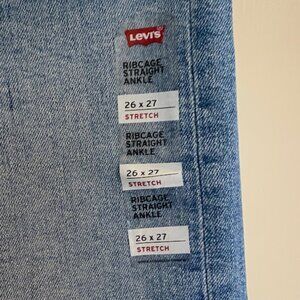 Levi's
RIBCAGE
STRAIGHT
ANKLE
26 x 27
STRETCH
RIBCAGE
STRAIGHT
ANKLE
26 x 27
STRETCH
RIBCAGE
STRAIGHT
ANKLE
26 x 27
STRETCH